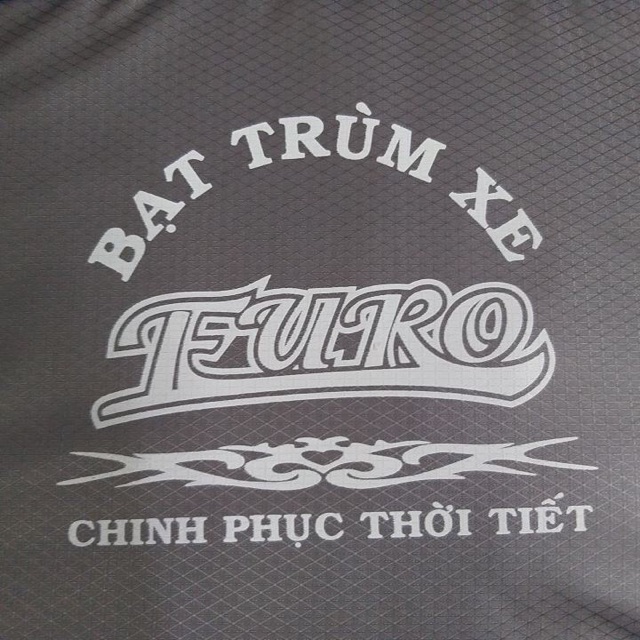 BẠT TRÙM XE
EURO
CHINH PHỤC THỜI TIẾT